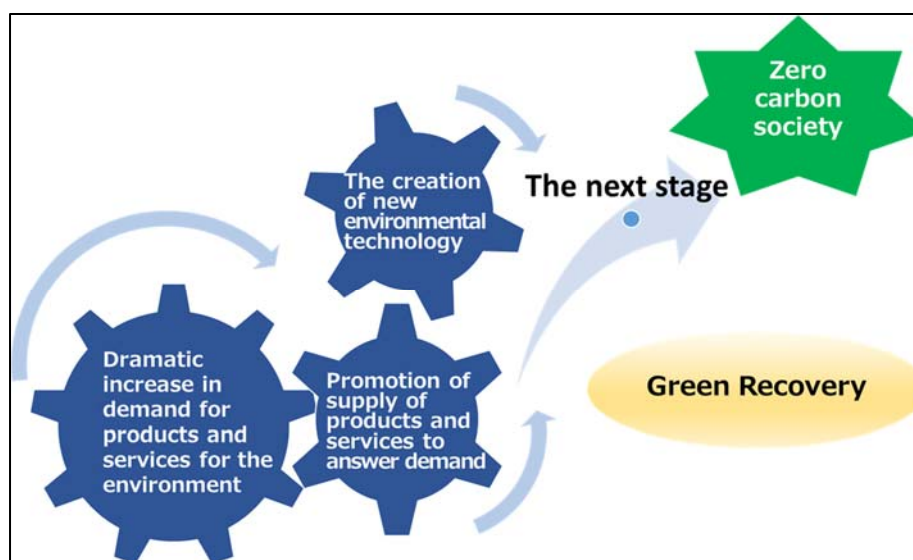 Zero
carbon
society
The next stage
The creation
of new
environmental
technology
Dramatic
increase in
demand for
products and
services for the
environment
Promotion of
supply of
products and
services to
answer demand
Green Recovery